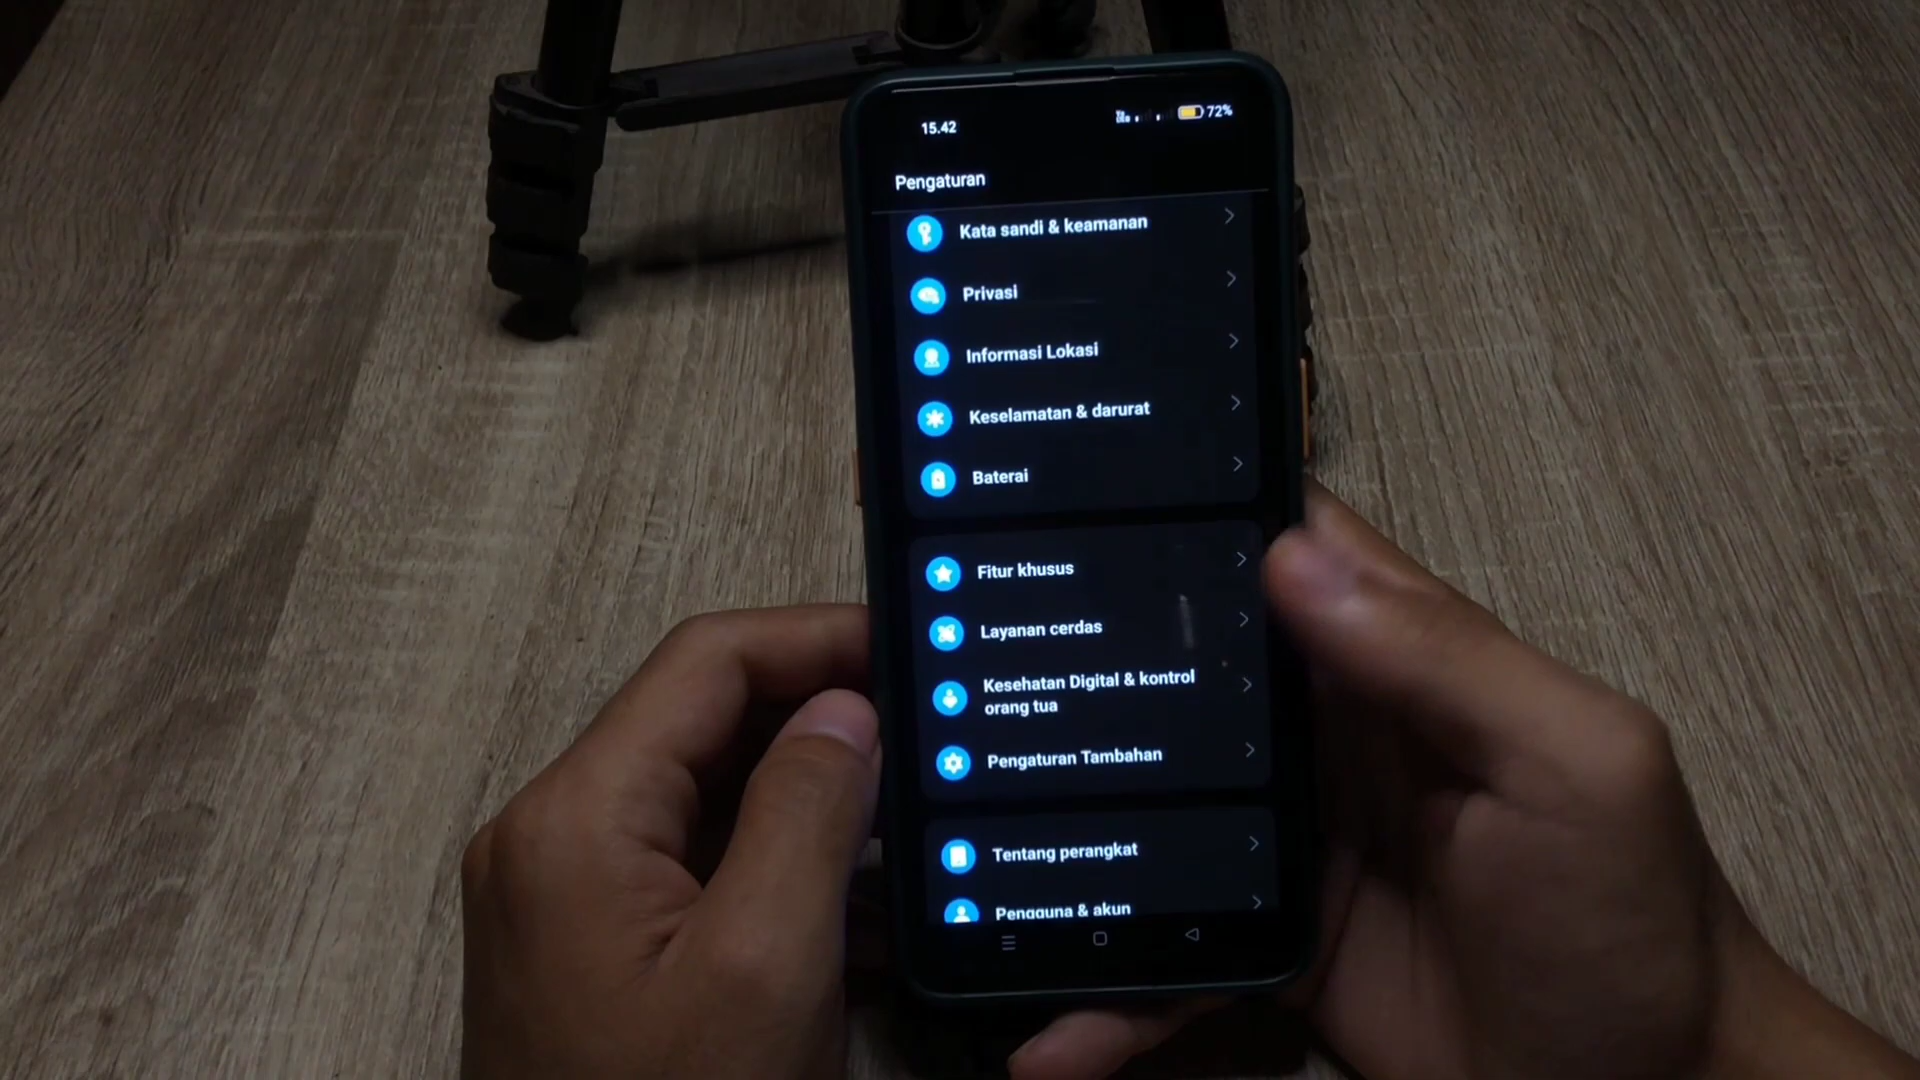 15.42
72%
Pengaturan
Kata sandi & keamanan
Privasi
Informasi Lokasi
Keselamatan & darurat
Baterai
Fitur khusus
Layanan cerdas
Kesehatan Digital & kontrol
orang tua
Pengaturan Tambahan
Tentang perangkat
Pengguna & akun